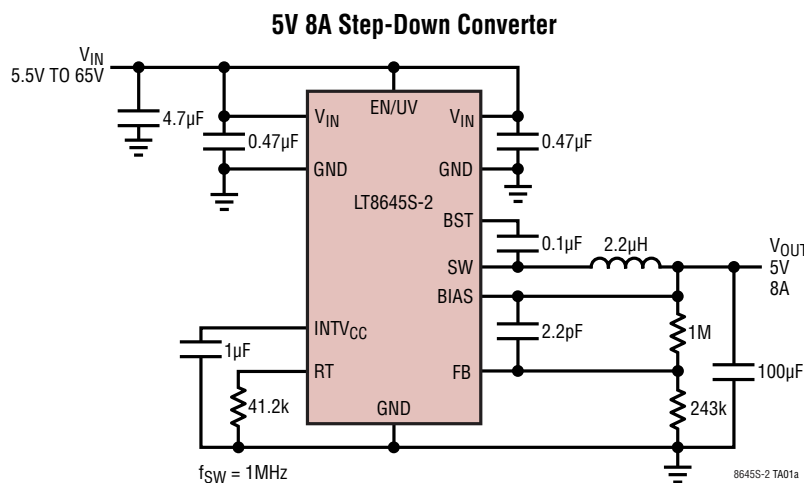 5V 8A Step-Down Converter
VIN
5.5V TO 65V
4.7µF
0.47µF
VIN
EN/UV
VIN
0.47µF
GND
GND
LT8645S-2
BST
0.1µF
2.2µH
SW
VOUT
5V
8A
BIAS
INTVCC
1µF
2.2pF
1M
RT
FB
100µF
41.2k
GND
243k
fSW = 1MHz
8645S-2 TA01a